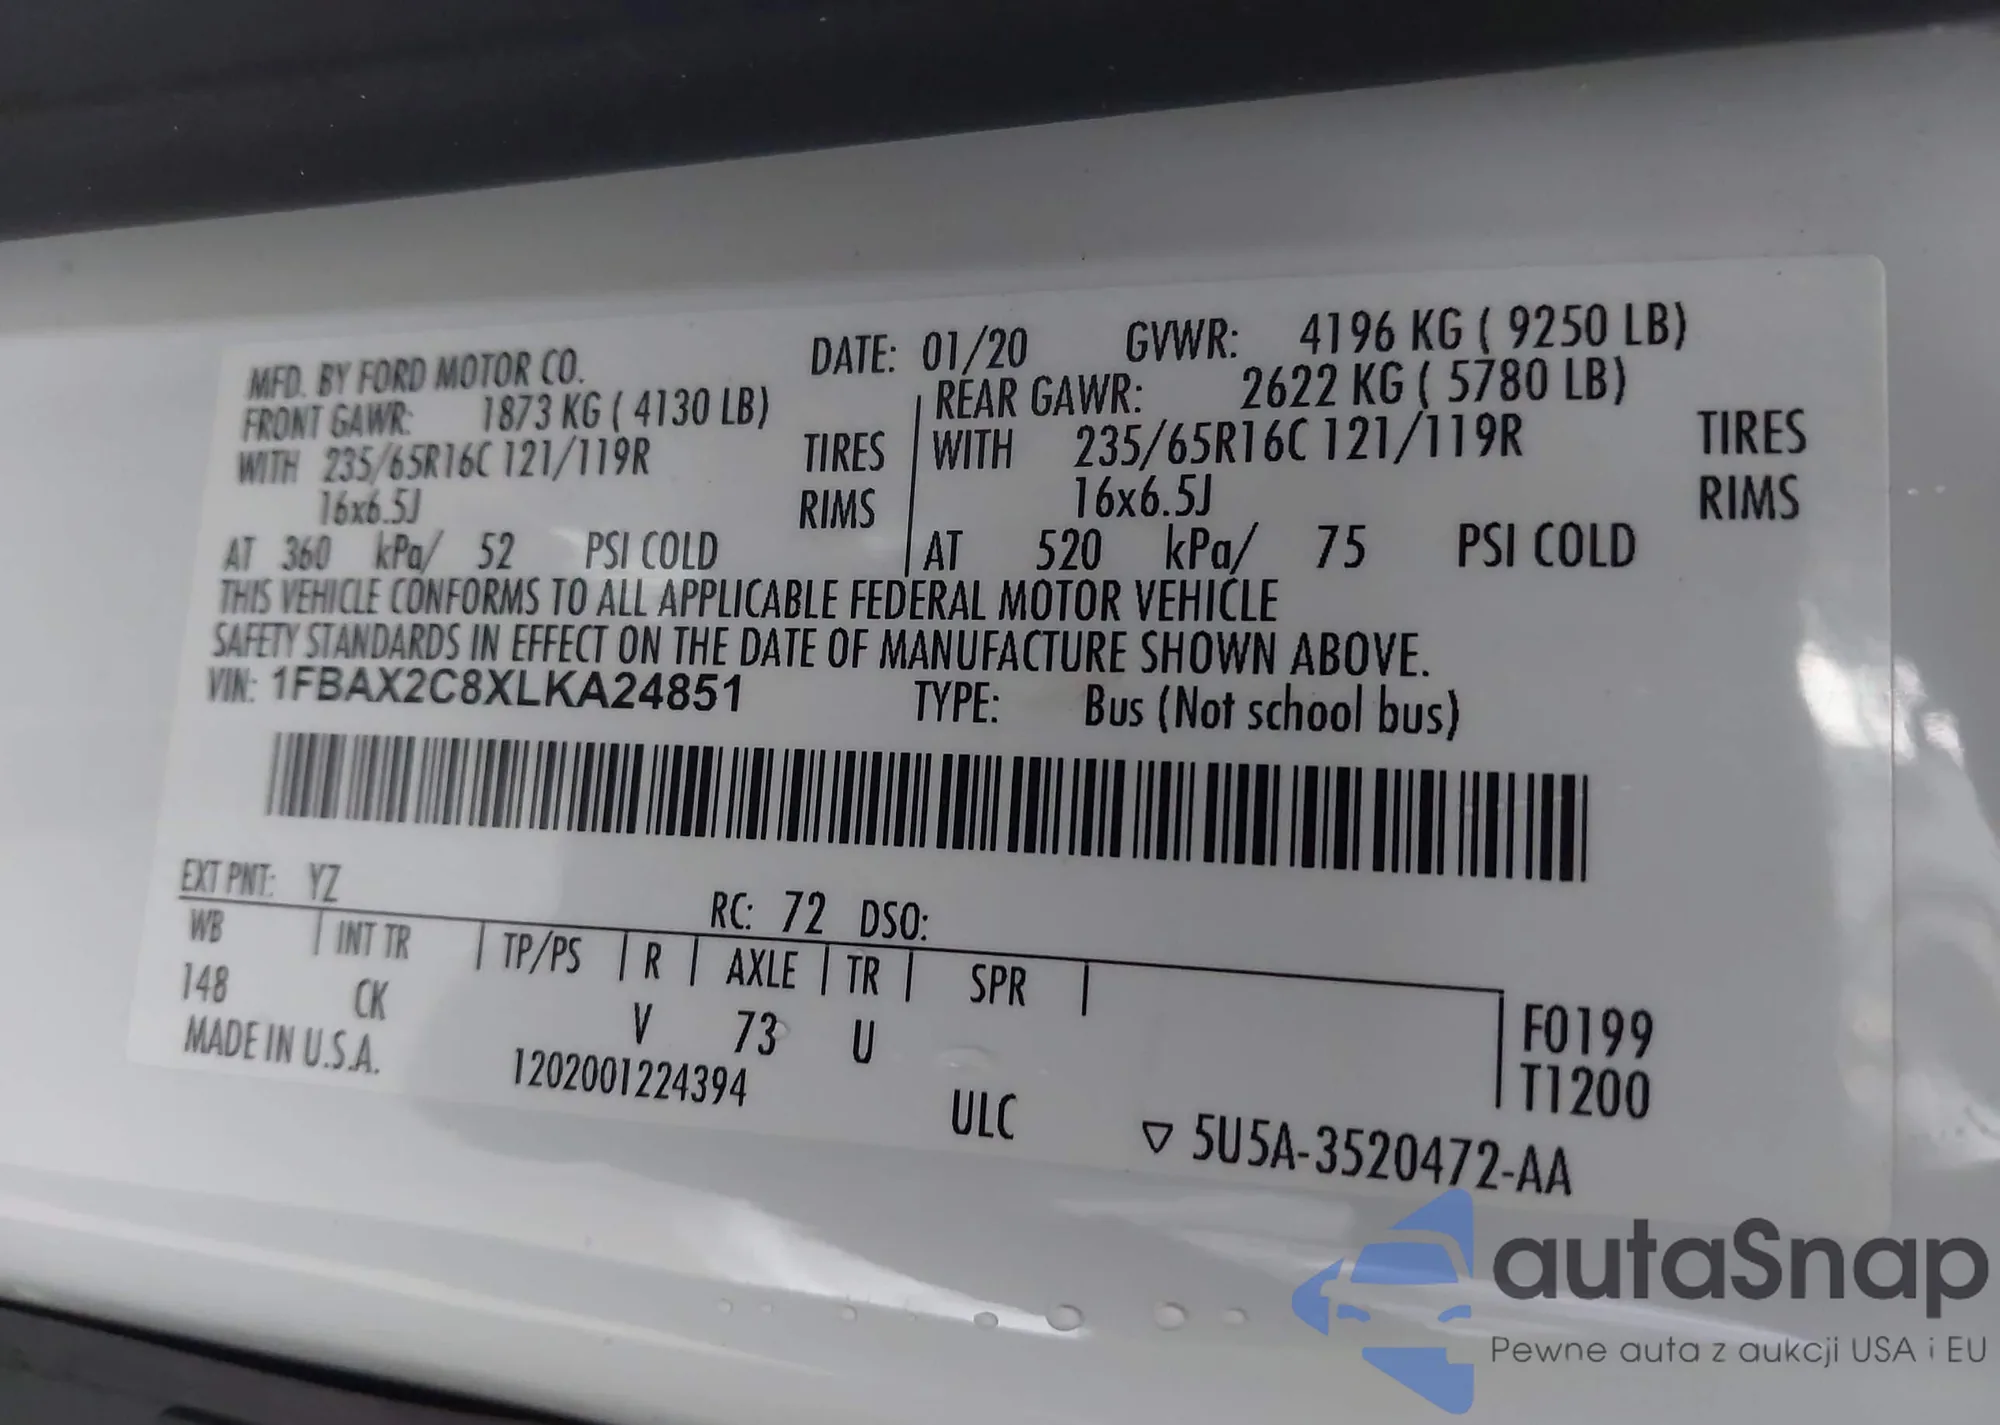 MFD. BY FORD MOTOR CO. DATE: 01/20 GVWR: 4196 KG ( 9250 LB)
FRONT GAWR: 1873 KG ( 4130 LB) REAR GAWR: 2622 KG ( 5780 LB)
WITH 235/65R16C 121/119R TIRES WITH 235/65R16C 121/119R TIRES
16x6.5J RIMS 16x6.5J RIMS
AT 360 kPa/ 52 PSI COLD AT 520 kPa/ 75 PSI COLD
THIS VEHICLE CONFORMS TO ALL APPLICABLE FEDERAL MOTOR VEHICLE
SAFETY STANDARDS IN EFFECT ON THE DATE OF MANUFACTURE SHOWN ABOVE.
VIN: 1FBAX2C8XLKA24851 TYPE: Bus (Not school bus)
EXT PNT: YZ RC: 72 DSO:
WB INT TR TP/PS R AXLE TR SPR
148 CK V 73 U F0199
T1200
MADE IN U.S.A. 1202001224394 ULC ▽ 5U5A-3520472-AA
autaSnap
Pewne auta z aukcji USA i EU